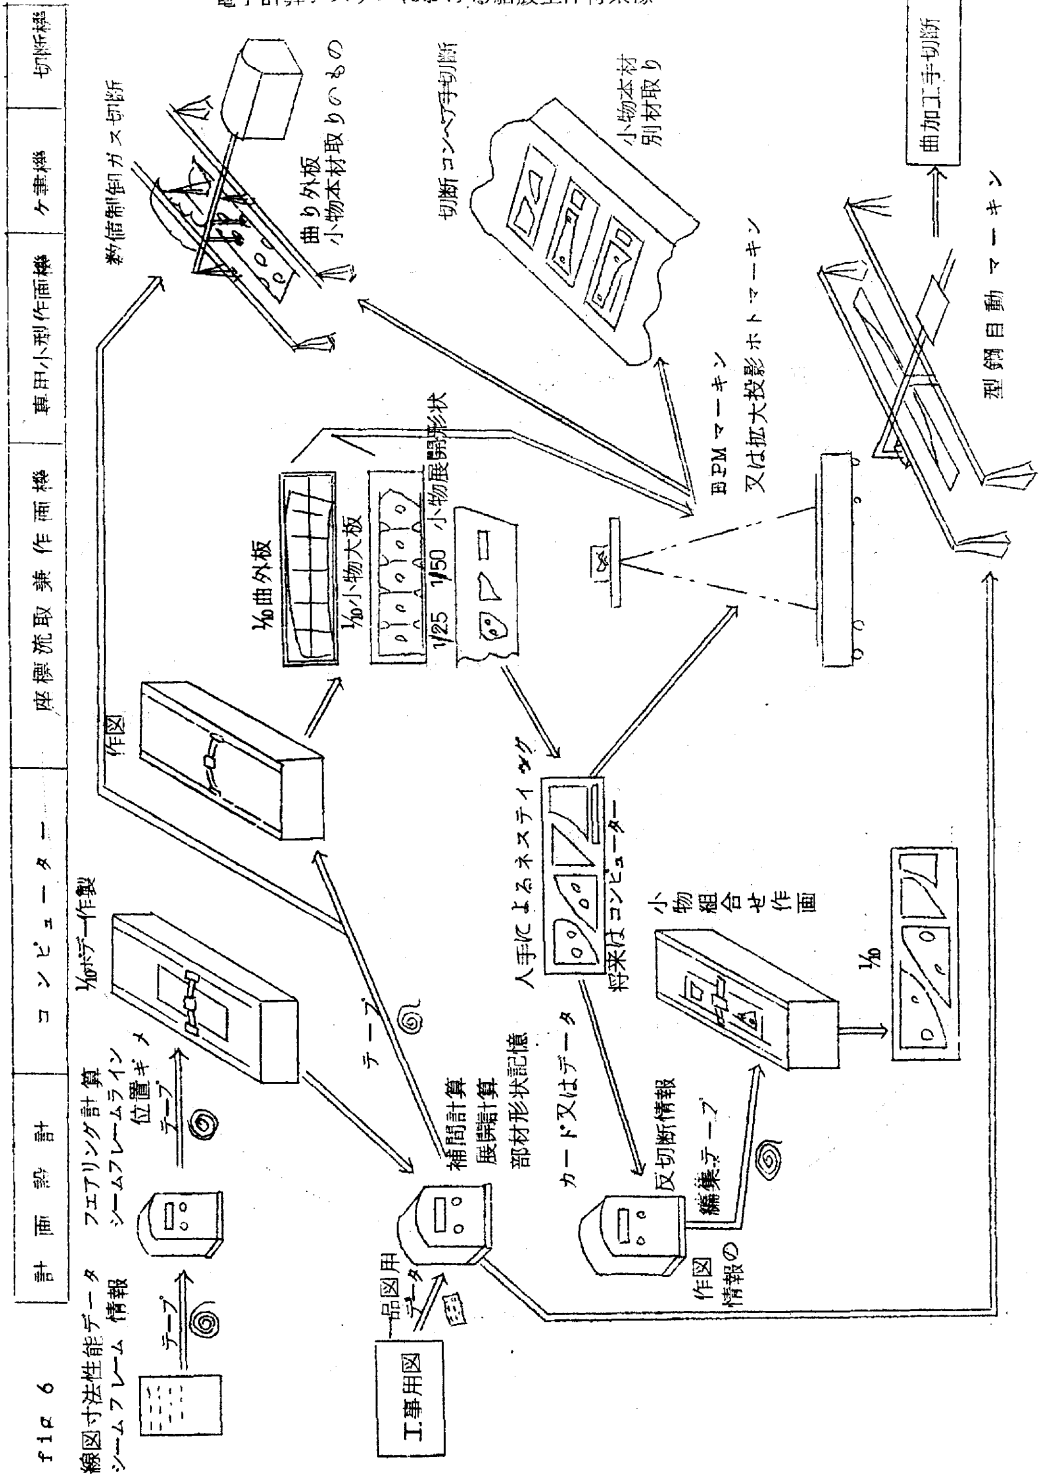 fig 6
計画設計
コンピューター
座標流取兼作画機
専用小型作画機
ケ書機
切断機
線図寸法性能データ
シームフレーム 情報
テープ
フエアリング計算
シームフレームライン
位置ギメ
テープ
1/10ボデー作製
作図
数値制御ガス切断
曲り外板
小物本材取りのもの
1/10曲外板
1/10小物大板
1/25 1/50 小物展開形状
切断コンベア手切断
小物本材
別材取り
工事用図
一品図用
データ
補間計算
展開計算
部材形状記憶
テープ
人手によるネスティング
将来はコンピューター
カード又はデータ
反切断情報
編集テープ
作図
情報の
小物組合せ作画
1/10
EPMマーキン
又は拡大投影ホトマーキン
型鋼自動マーキン
曲加工手切断